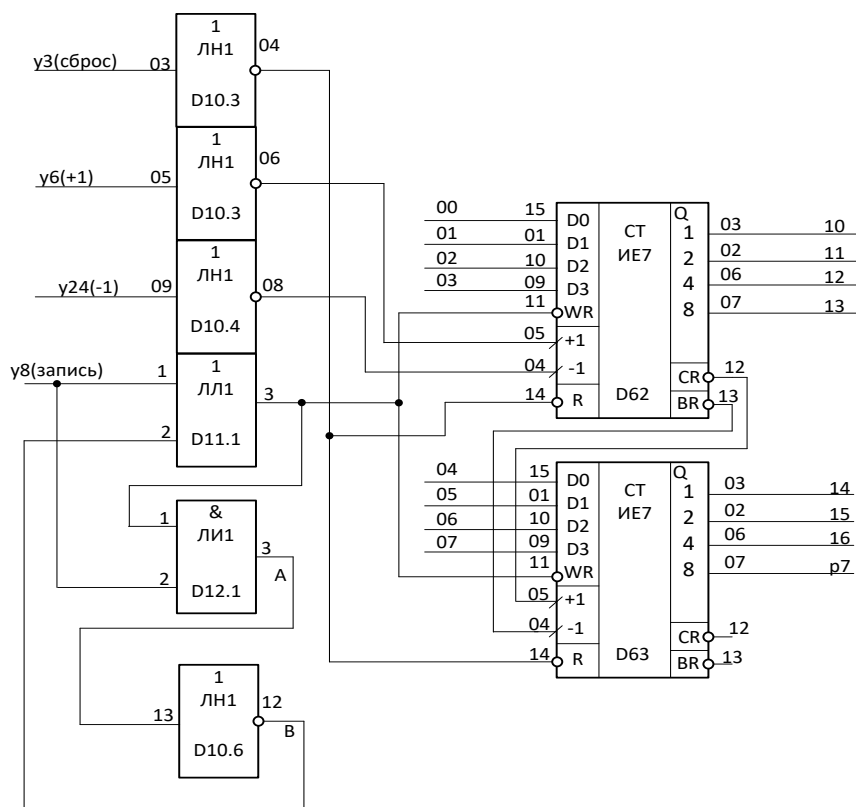 1
ЛН1
04
у3(сброс)
03
D10.3
1
ЛН1
06
у6(+1)
05
D10.3
1
ЛН1
08
у24(-1)
09
D10.4
у8(запись)
1
1
ЛЛ1
3
2
D11.1
&
1
ЛИ1
3
А
2
D12.1
1
ЛН1
12
13
В
D10.6
00
15
D0
СТ
Q
03
10
01
01
D1
ИЕ7
1
02
11
02
10
D2
2
06
12
03
09
D3
4
07
13
11
WR
8
05
+1
04
-1
CR
12
14
R
D62
BR
13
04
15
D0
СТ
Q
03
14
05
01
D1
ИЕ7
1
02
15
06
10
D2
2
06
16
07
09
D3
4
07
р7
11
WR
8
05
+1
04
-1
CR
12
14
R
D63
BR
13